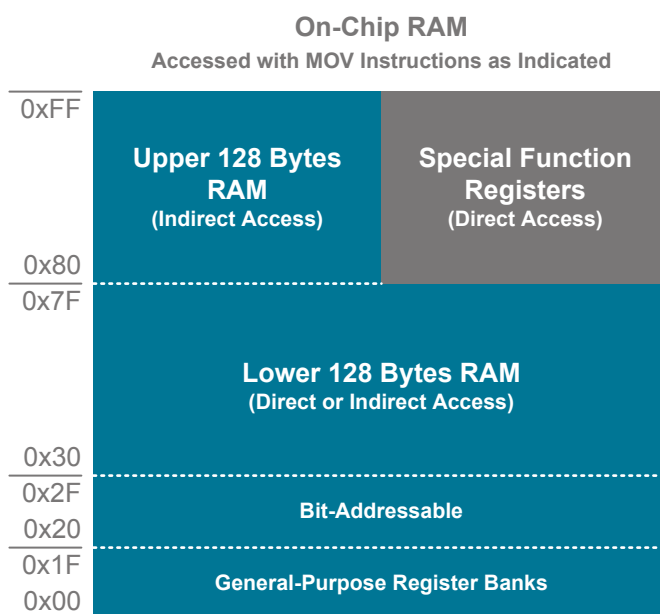 On-Chip RAM
Accessed with MOV Instructions as Indicated
0xFF
Upper 128 Bytes
RAM
(Indirect Access)
Special Function
Registers
(Direct Access)
0x80
0x7F
Lower 128 Bytes RAM
(Direct or Indirect Access)
0x30
0x2F
Bit-Addressable
0x20
0x1F
General-Purpose Register Banks
0x00